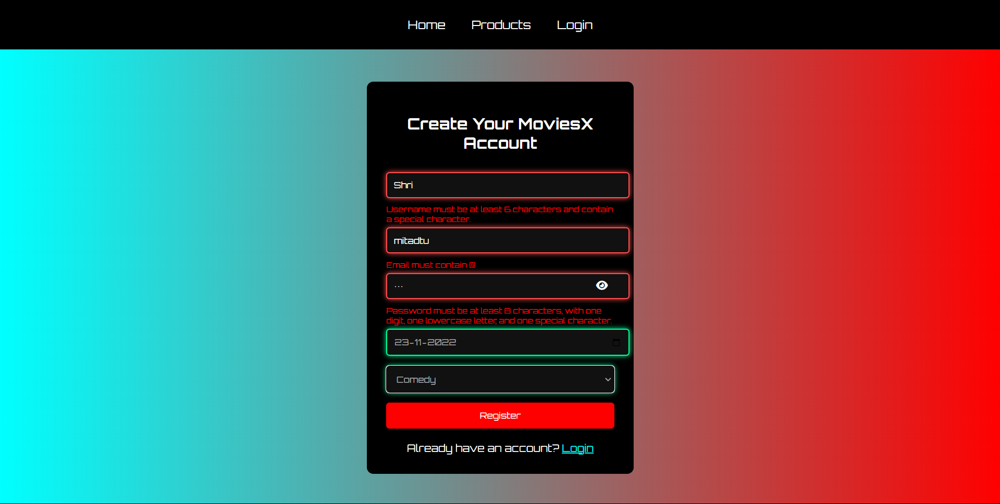 Home Products Login
Create Your MoviesX
Account
Shri
Username must be at least 6 characters and contain
a special character.
mitadtu
Email must contain @
...
Password must be at least 8 characters, with one
digit, one lowercase letter, and one special character.
23-11-2022
Comedy
Register
Already have an account? Login